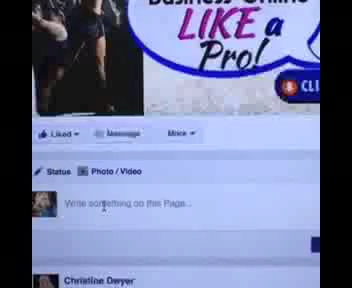 Business Online
LIKE a
Pro!
CLI
Liked
Message
More
Status
Photo / Video
Write something on this Page...
Christine Dwyer